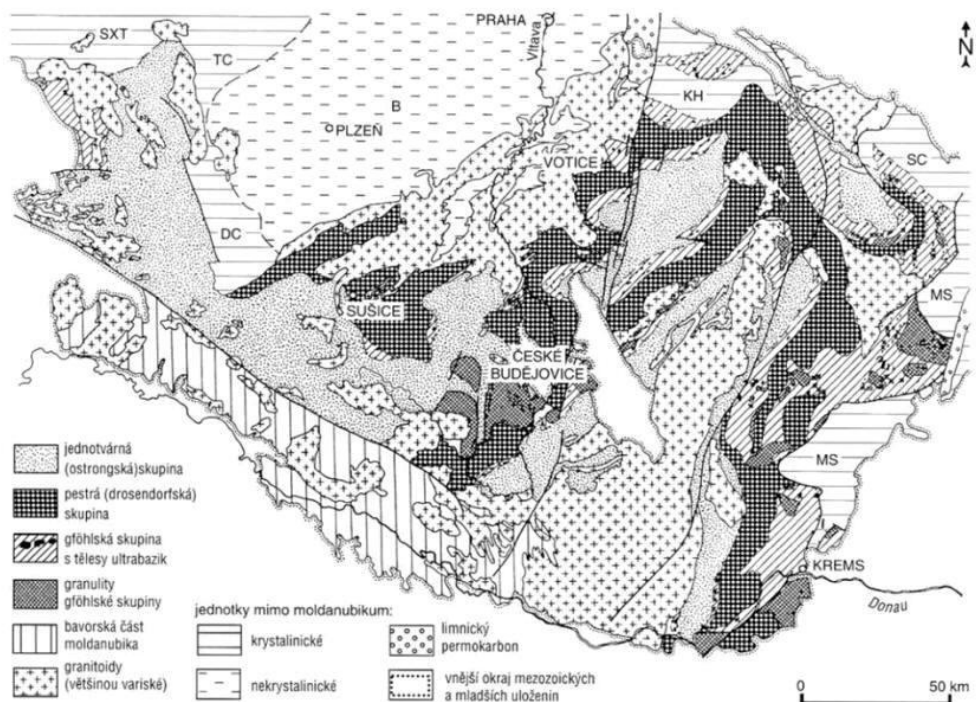 SXT
TC
PRAHA
Vltava
N
KH
B
PLZEŇ
VOTICE
SC
DC
SUŠICE
MS
ČESKÉ
BUDĚJOVICE
MS
KREMS
Donau
jednotvárná
(ostrongská)skupina
pestrá (drosendorfská)
skupina
gföhlská skupina
s tělesy ultrabazik
granulity
gföhlské skupiny
bavorská část
moldanubika
granitoidy
(většinou variské)
jednotky mimo moldanubikum:
krystalinické
nekrystalinické
limnický
permokarbon
vnější okraj mezozoických
a mladších uloženin
0 50 km